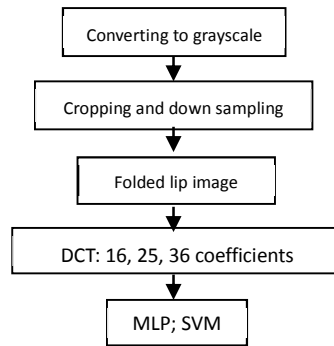 Converting to grayscale
Cropping and down sampling
Folded lip image
DCT: 16, 25, 36 coefficients
MLP; SVM